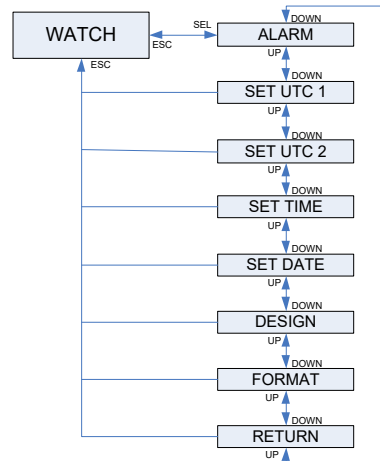 DOWN
WATCH
SEL
ESC
ALARM
ESC
UP
DOWN
SET UTC 1
UP
DOWN
SET UTC 2
UP
DOWN
SET TIME
UP
DOWN
SET DATE
UP
DOWN
DESIGN
UP
DOWN
FORMAT
UP
DOWN
RETURN
UP